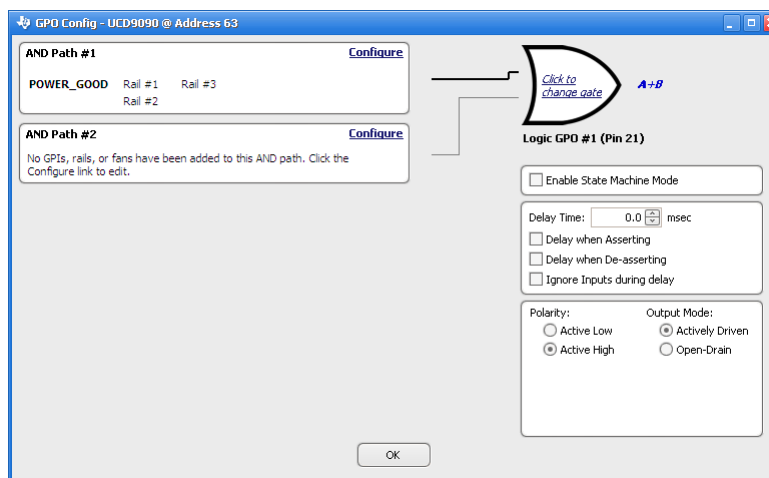 GPO Config - UCD9090 @ Address 63
AND Path #1 Configure
POWER_GOOD Rail #1 Rail #3
Rail #2
AND Path #2 Configure
No GPIs, rails, or fans have been added to this AND path. Click the
Configure link to edit.
Click to
change gate
A+B
Logic GPO #1 (Pin 21)
Enable State Machine Mode
Delay Time: 0.0 msec
Delay when Asserting
Delay when De-asserting
Ignore Inputs during delay
Polarity: Output Mode:
Active Low Actively Driven
Active High Open-Drain
OK